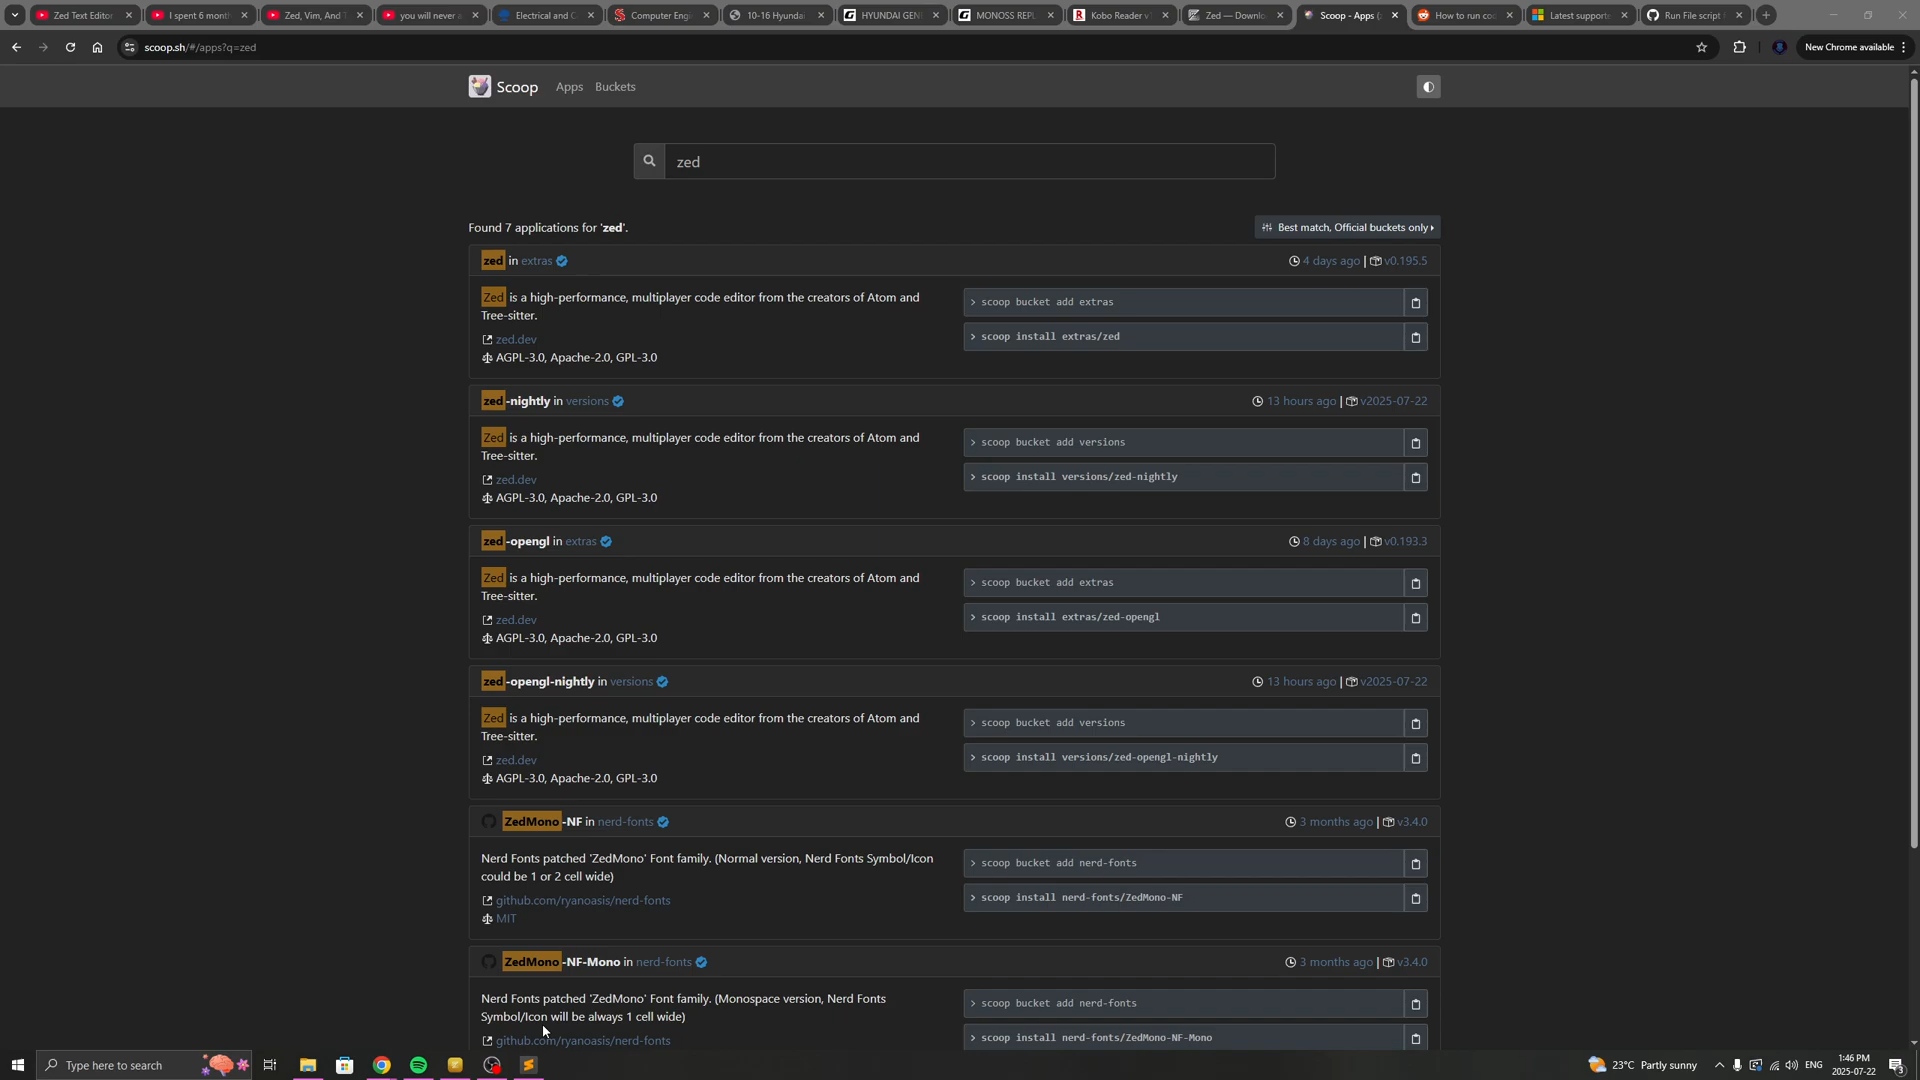 Zed Text Editor
I spent 6 month
Zed, Vim, And T
you will never a
Electrical and C
Computer Eng
10-16 Hyundai
HYUNDAI GEN
MONOSS REPL
Kobo Reader v
Zed — Downlo
Scoop - Apps (
How to run co
Latest supporte
Run File script
scoop.sh/#/apps?q=zed
New Chrome available
Scoop Apps Buckets
zed
Found 7 applications for 'zed'.
Best match, Official buckets only
zed in extras
4 days ago | v0.195.5
Zed is a high-performance, multiplayer code editor from the creators of Atom and
Tree-sitter.
zed.dev
AGPL-3.0, Apache-2.0, GPL-3.0
> scoop bucket add extras
> scoop install extras/zed
zed-nightly in versions
13 hours ago | v2025-07-22
Zed is a high-performance, multiplayer code editor from the creators of Atom and
Tree-sitter.
zed.dev
AGPL-3.0, Apache-2.0, GPL-3.0
> scoop bucket add versions
> scoop install versions/zed-nightly
zed-opengl in extras
8 days ago | v0.193.3
Zed is a high-performance, multiplayer code editor from the creators of Atom and
Tree-sitter.
zed.dev
AGPL-3.0, Apache-2.0, GPL-3.0
> scoop bucket add extras
> scoop install extras/zed-opengl
zed-opengl-nightly in versions
13 hours ago | v2025-07-22
Zed is a high-performance, multiplayer code editor from the creators of Atom and
Tree-sitter.
zed.dev
AGPL-3.0, Apache-2.0, GPL-3.0
> scoop bucket add versions
> scoop install versions/zed-opengl-nightly
ZedMono-NF in nerd-fonts
3 months ago | v3.4.0
Nerd Fonts patched 'ZedMono' Font family. (Normal version, Nerd Fonts Symbol/Icon
could be 1 or 2 cell wide)
github.com/ryanoasis/nerd-fonts
MIT
> scoop bucket add nerd-fonts
> scoop install nerd-fonts/ZedMono-NF
ZedMono-NF-Mono in nerd-fonts
3 months ago | v3.4.0
Nerd Fonts patched 'ZedMono' Font family. (Monospace version, Nerd Fonts
Symbol/Icon will be always 1 cell wide)
github.com/ryanoasis/nerd-fonts
> scoop bucket add nerd-fonts
> scoop install nerd-fonts/ZedMono-NF-Mono
Type here to search
23°C Partly sunny
ENG
1:46 PM
2025-07-22
3